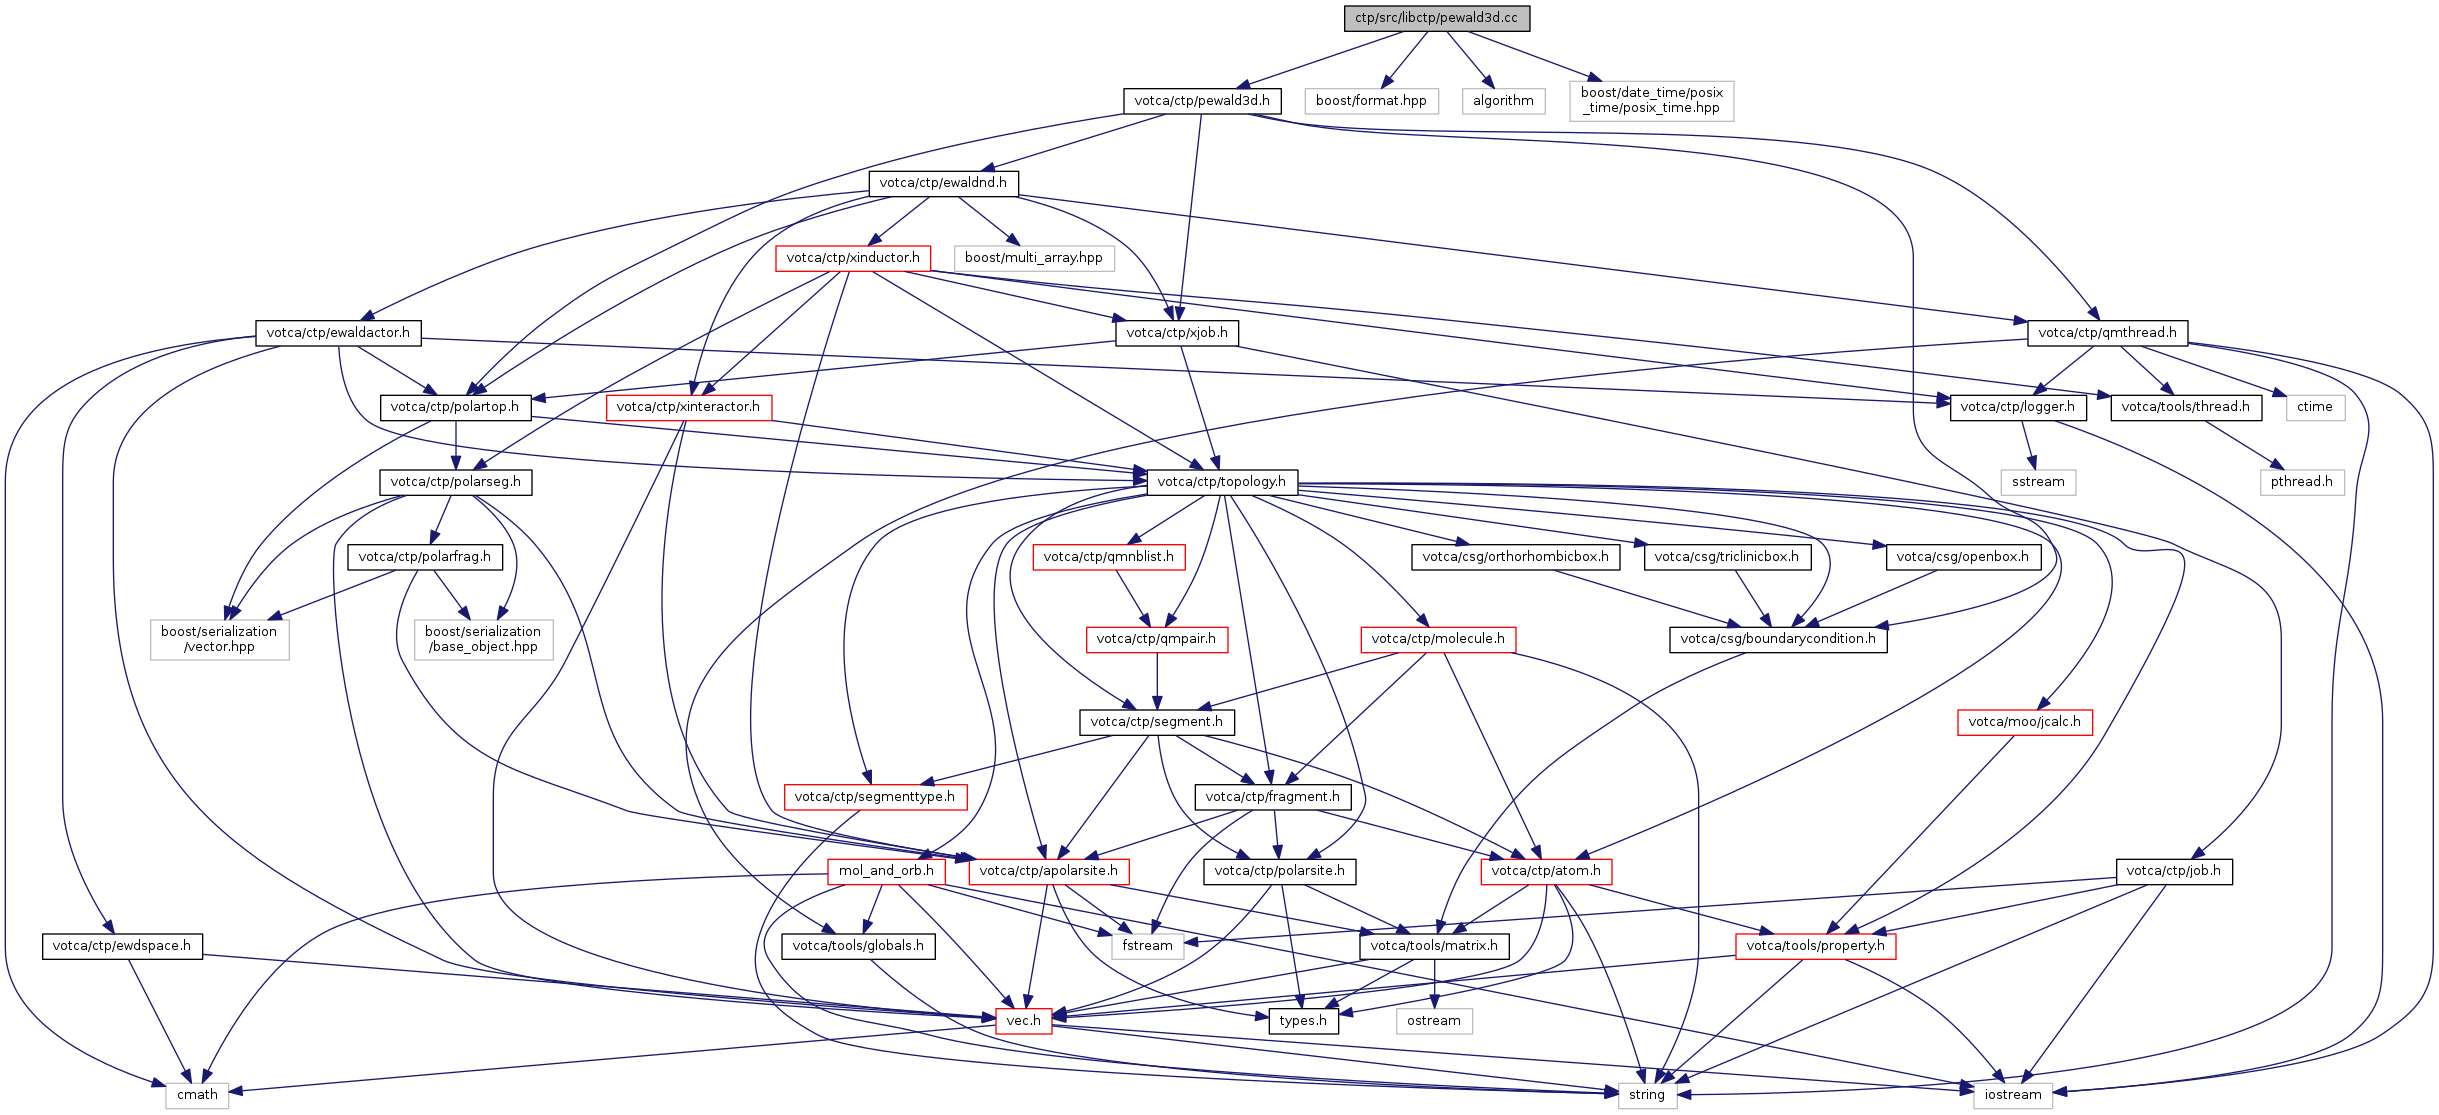 ctp/src/libctp/pewald3d.cc
votca/ctp/pewald3d.h
boost/format.hpp
algorithm
boost/date_time/posix
_time/posix_time.hpp
votca/ctp/ewaldnd.h
votca/ctp/xinductor.h
boost/multi_array.hpp
votca/ctp/ewaldactor.h
votca/ctp/xjob.h
votca/ctp/qmthread.h
votca/ctp/polartop.h
votca/ctp/xinteractor.h
votca/ctp/logger.h
votca/tools/thread.h
ctime
votca/ctp/polarseg.h
votca/ctp/topology.h
sstream
pthread.h
votca/ctp/polarfrag.h
votca/ctp/qmnblist.h
votca/csg/orthorhombicbox.h
votca/csg/triclinicbox.h
votca/csg/openbox.h
boost/serialization
/vector.hpp
boost/serialization
/base_object.hpp
votca/ctp/qmpair.h
votca/ctp/molecule.h
votca/csg/boundarycondition.h
votca/ctp/segment.h
votca/moo/jcalc.h
votca/ctp/segmenttype.h
votca/ctp/fragment.h
mol_and_orb.h
votca/ctp/apolarsite.h
votca/ctp/polarsite.h
votca/ctp/atom.h
votca/ctp/job.h
votca/ctp/ewdspace.h
votca/tools/globals.h
fstream
votca/tools/matrix.h
votca/tools/property.h
vec.h
types.h
ostream
cmath
string
iostream